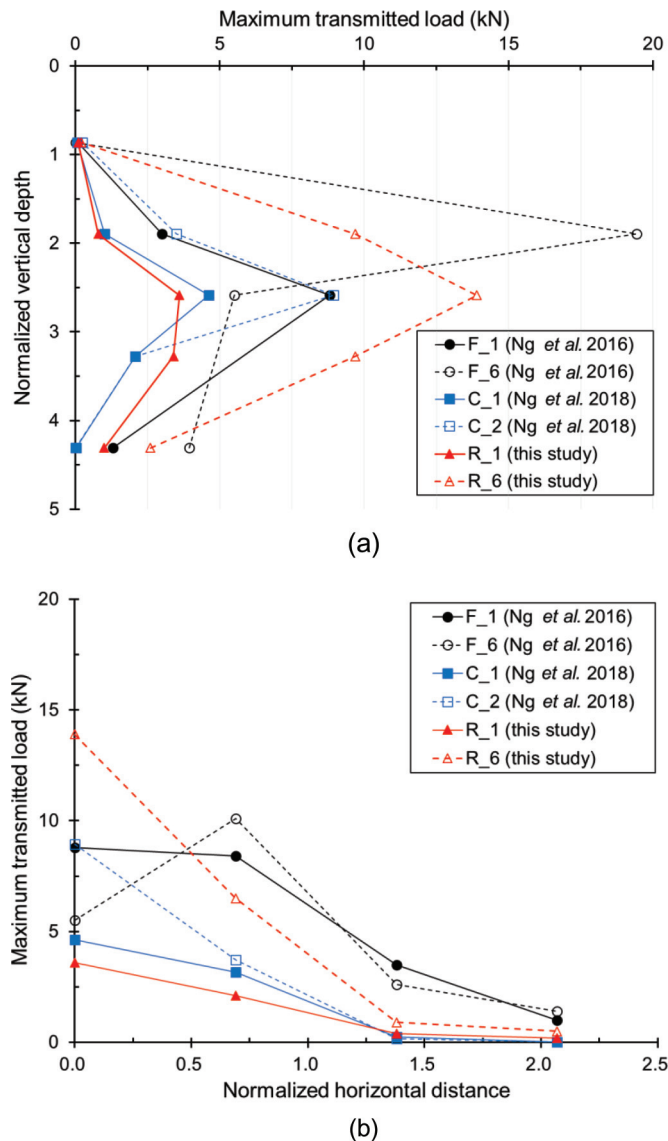 Maximum transmitted load (kN)
0 5 10 15 20
0
1
2
3
4
5
Normalized vertical depth
F_1 (Ng et al. 2016)
F_6 (Ng et al. 2016)
C_1 (Ng et al. 2018)
C_2 (Ng et al. 2018)
R_1 (this study)
R_6 (this study)
(a)
20
15
10
5
0
Maximum transmitted load (kN)
F_1 (Ng et al. 2016)
F_6 (Ng et al. 2016)
C_1 (Ng et al. 2018)
C_2 (Ng et al. 2018)
R_1 (this study)
R_6 (this study)
0.0 0.5 1.0 1.5 2.0 2.5
Normalized horizontal distance
(b)